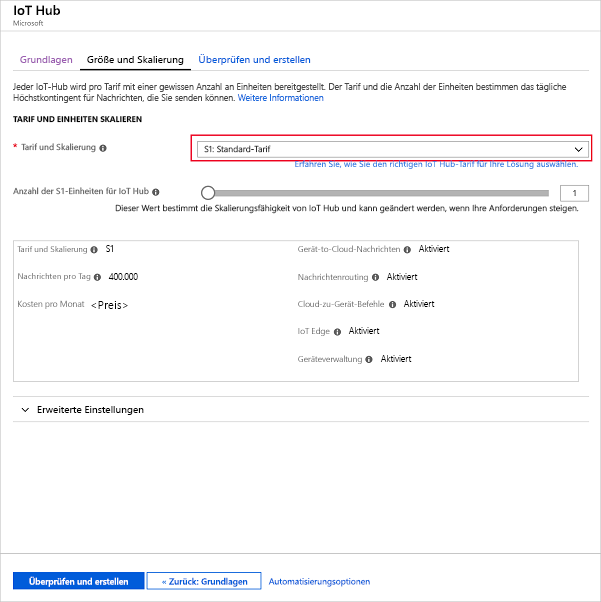 IoT Hub
Microsoft
Grundlagen Größe und Skalierung Überprüfen und erstellen
Jeder IoT-Hub wird pro Tarif mit einer gewissen Anzahl an Einheiten bereitgestellt. Der Tarif und die Anzahl der Einheiten bestimmen das tägliche
Höchstkontingent für Nachrichten, die Sie senden können. Weitere Informationen
TARIF UND EINHEITEN SKALIEREN
* Tarif und Skalierung S1: Standard-Tarif
Erfahren Sie, wie Sie den richtigen IoT Hub-Tarif für Ihre Lösung auswählen.
Anzahl der S1-Einheiten für IoT Hub 1
Dieser Wert bestimmt die Skalierungsfähigkeit von IoT Hub und kann geändert werden, wenn Ihre Anforderungen steigen.
Tarif und Skalierung S1 Gerät-to-Cloud-Nachrichten Aktiviert
Nachrichten pro Tag 400.000 Nachrichtenrouting Aktiviert
Kosten pro Monat <Preis> Cloud-zu-Gerät-Befehle Aktiviert
IoT Edge Aktiviert
Geräteverwaltung Aktiviert
Erweiterte Einstellungen
Überprüfen und erstellen « Zurück: Grundlagen Automatisierungsoptionen